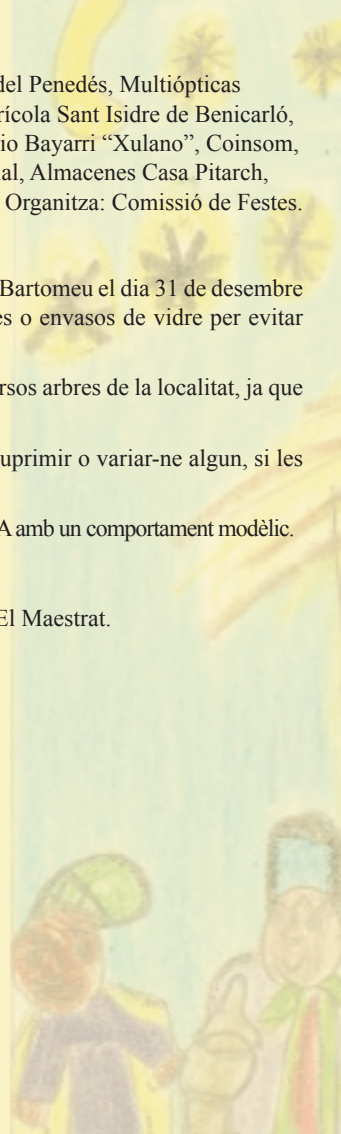 del Penedés, Multiópticas
rícola Sant Isidre de Benicarló,
io Bayarri “Xulano”, Coinsom,
al, Almacenes Casa Pitarch,
Organitza: Comissió de Festes.
Bartomeu el dia 31 de desembre
es o envasos de vidre per evitar
rsos arbres de la localitat, ja que
uprimir o variar-ne algun, si les
A amb un comportament modèlic.
El Maestrat.